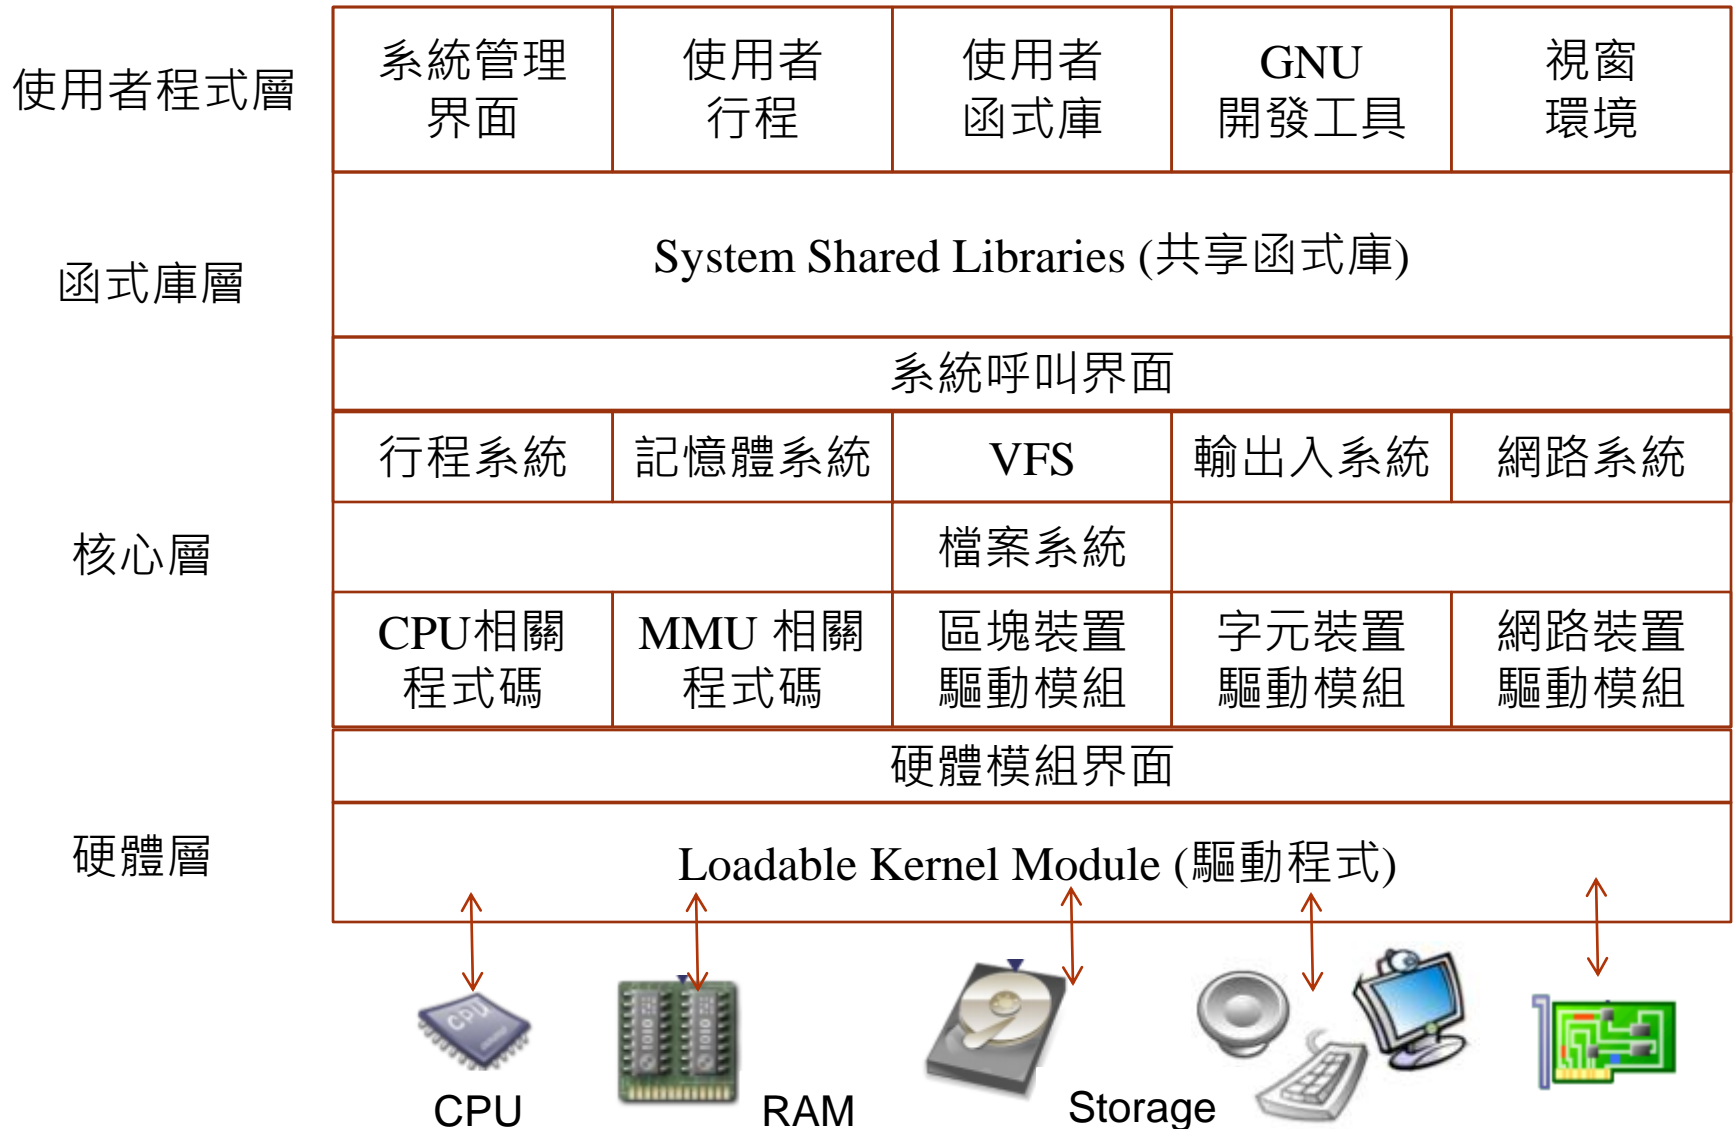 使用者程式層
系統管理
界面
使用者
行程
使用者
函式庫
GNU
開發工具
視窗
環境
函式庫層
System Shared Libraries (共享函式庫)
系統呼叫界面
核心層
行程系統
記憶體系統
VFS
輸出入系統
網路系統
檔案系統
CPU相關
程式碼
MMU 相關
程式碼
區塊裝置
驅動模組
字元裝置
驅動模組
網路裝置
驅動模組
硬體模組界面
硬體層
Loadable Kernel Module (驅動程式)
CPU
1010
1010
CPU
RAM
Storage